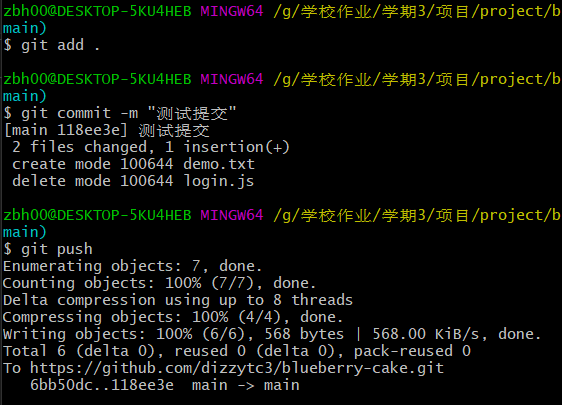 zbh00@DESKTOP-5KU4HEB MINGW64 /g/学校作业/学期3/项目/project/b
main)
$ git add .
zbh00@DESKTOP-5KU4HEB MINGW64 /g/学校作业/学期3/项目/project/b
main)
$ git commit -m "测试提交"
[main 118ee3e] 测试提交
 2 files changed, 1 insertion(+)
 create mode 100644 demo.txt
 delete mode 100644 login.js
zbh00@DESKTOP-5KU4HEB MINGW64 /g/学校作业/学期3/项目/project/b
main)
$ git push
Enumerating objects: 7, done.
Counting objects: 100% (7/7), done.
Delta compression using up to 8 threads
Compressing objects: 100% (4/4), done.
Writing objects: 100% (6/6), 568 bytes | 568.00 KiB/s, done.
Total 6 (delta 0), reused 0 (delta 0), pack-reused 0
To https://github.com/dizzytc3/blueberry-cake.git
   6bb50dc..118ee3e  main -> main